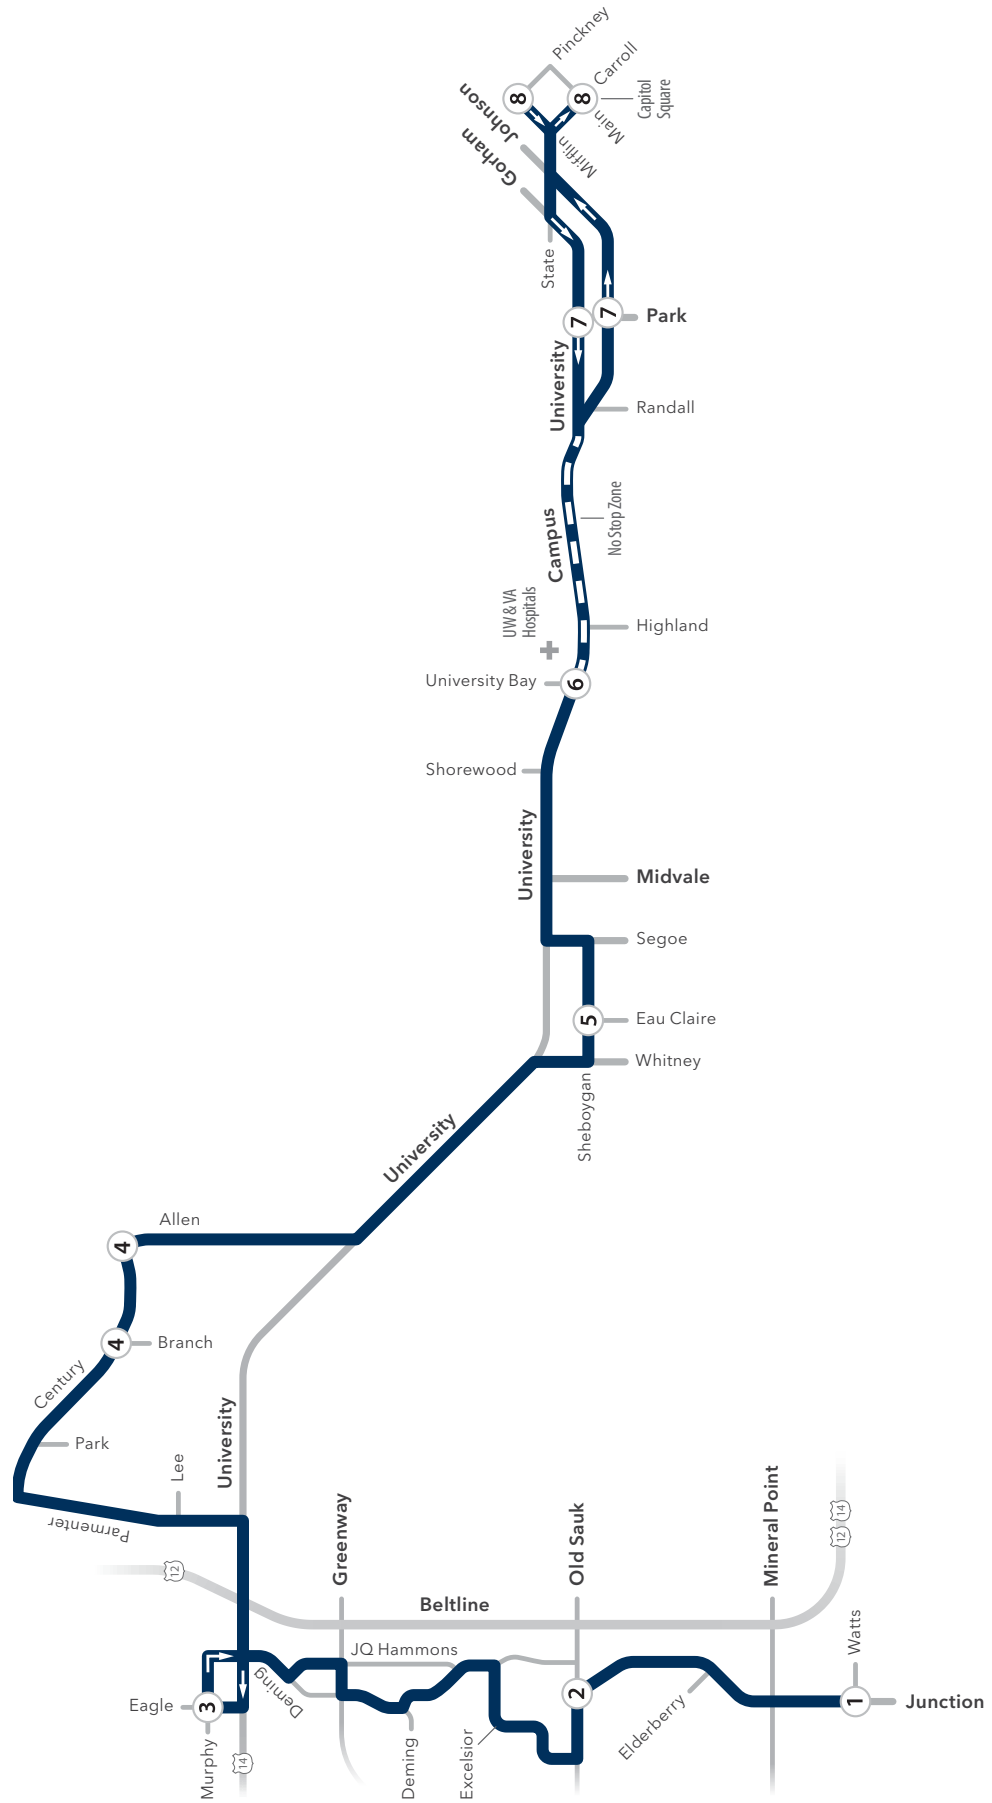 Pinckney
Carroll
8
8
Capitol
Square
Main
Johnson
Gorham
Mifflin
State
7
7
Park
University
Randall
Campus
No Stop Zone
UW & VA
Hospitals
Highland
University Bay
6
Shorewood
University
Midvale
Segoe
5
Eau Claire
Whitney
Sheboygan
University
Allen
4
4
Branch
Century
Park
Lee
University
Parmenter
Greenway
Old Sauk
Mineral Point
14
12
12
Beltline
JQ Hammons
Watts
Deming
Eagle
3
2
1
Junction
Elderberry
Murphy
14
Deming
Excelsior